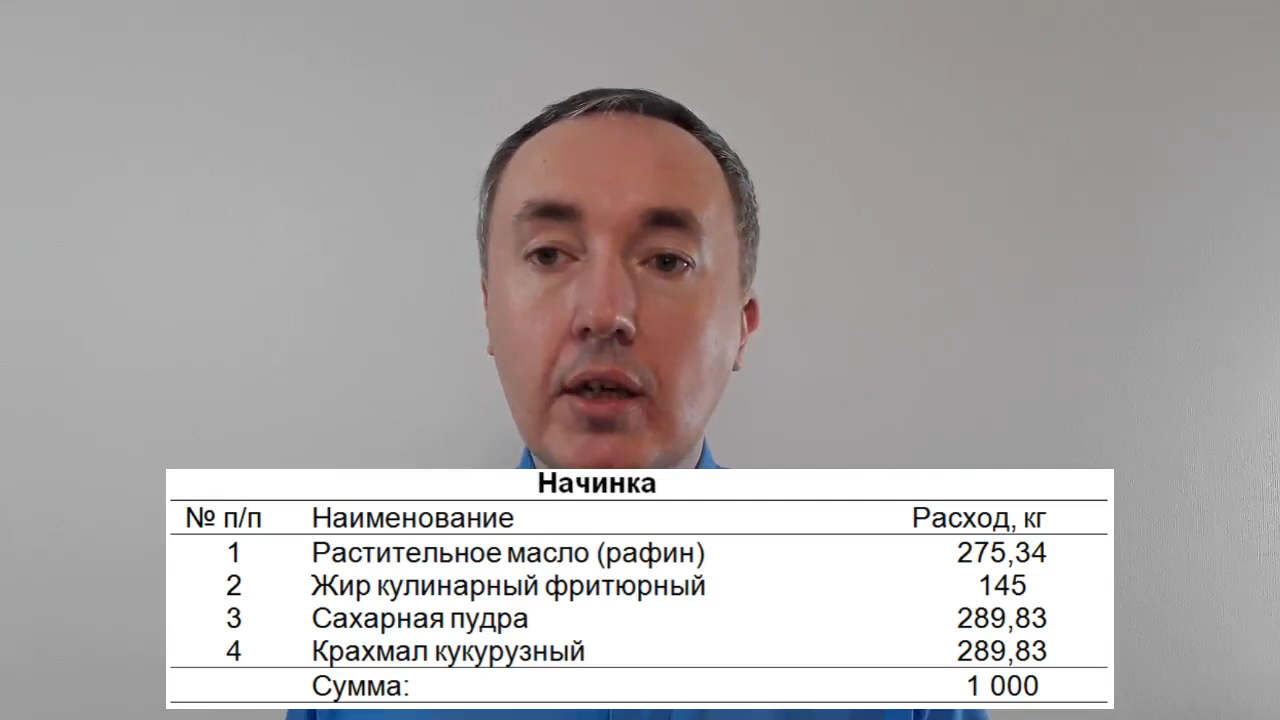 Начинка
№ п/п Наименование Расход, кг
1 Растительное масло (рафин) 275,34
2 Жир кулинарный фритюрный 145
3 Сахарная пудра 289,83
4 Крахмал кукурузный 289,83
Сумма: 1 000